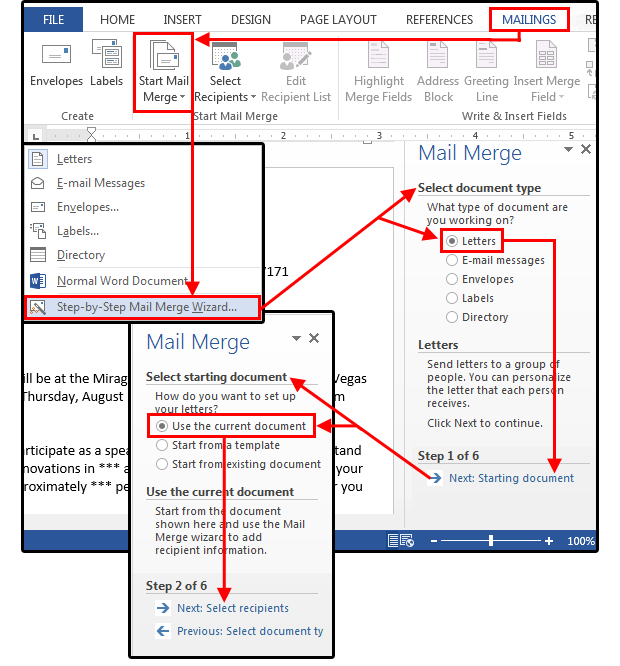 FILE HOME INSERT DESIGN PAGE LAYOUT REFERENCES MAILINGS RE
Envelopes Labels Start Mail Merge Select Recipients Edit Recipient List Highlight Merge Fields Address Block Greeting Line Insert Merge Field
Create Start Mail Merge Write & Insert Fields
1 2 3 4 5
Letters
E-mail Messages
Envelopes...
Labels...
Directory
Normal Word Document
Step-by-Step Mail Merge Wizard...
7171
ill be at the Mirag
Vegas
Thursday, August
m
articipate as a spea
tand
novations in *** a
your
roximately *** pe
r you
Mail Merge
Select document type
What type of document are
you working on?
Letters
E-mail messages
Envelopes
Labels
Directory
Letters
Send letters to a group of
people. You can personalize
the letter that each person
receives.
Click Next to continue.
Step 1 of 6
Next: Starting document
100%
Mail Merge
Select starting document
How do you want to set up
your letters?
Use the current document
Start from a template
Start from existing document
Use the current document
Start from the document
shown here and use the Mail
Merge wizard to add
recipient information.
Step 2 of 6
Next: Select recipients
Previous: Select document ty